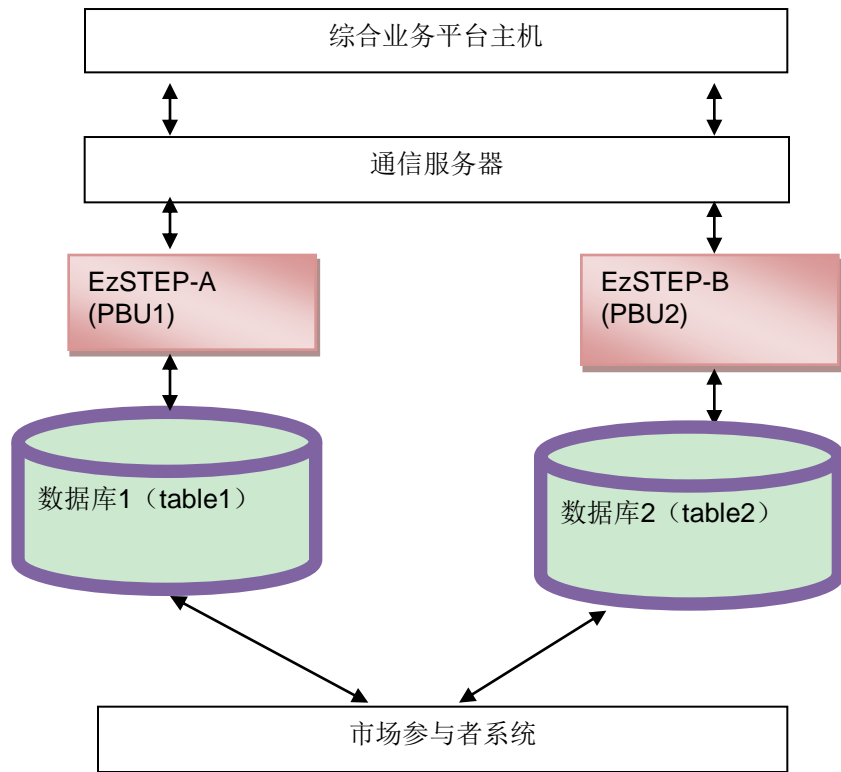 综合业务平台主机
通信服务器
EzSTEP-A
(PBU1)
EzSTEP-B
(PBU2)
数据库1（table1）
数据库2（table2）
市场参与者系统